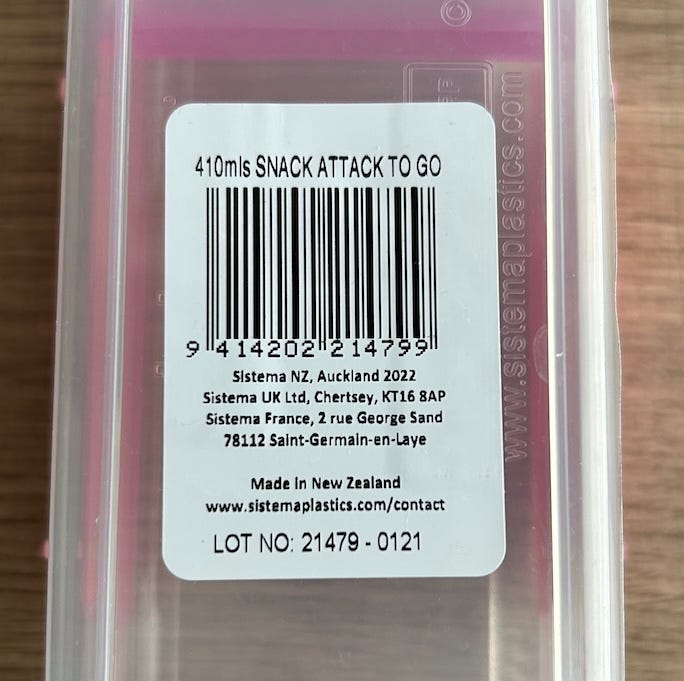 ©
410mls SNACK ATTACK TO GO
9 414202 214799
Sistema NZ, Auckland 2022
Sistema UK Ltd, Chertsey, KT16 8AP
Sistema France, 2 rue George Sand
78112 Saint-Germain-en-Laye
Made in New Zealand
www.sistemaplastics.com/contact
LOT NO: 21479 - 0121
www.sistemaplastics.com